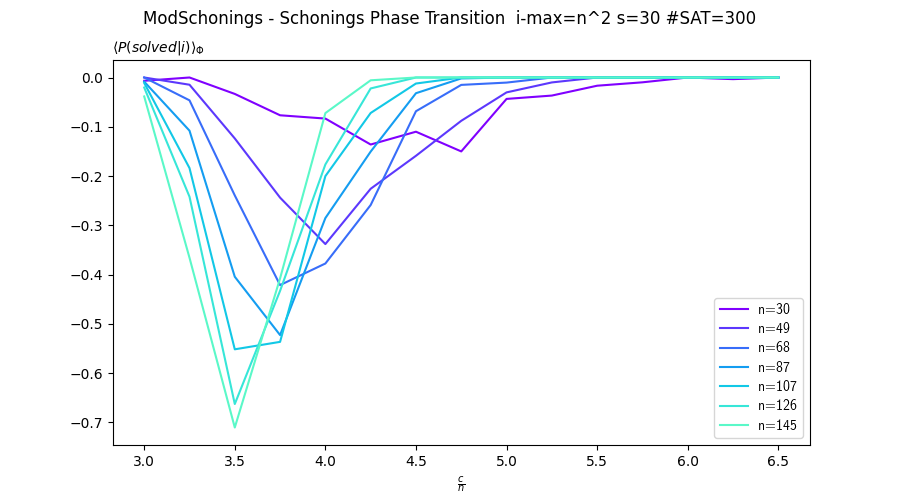 ModSchonings - Schonings Phase Transition  i-max=n^2 s=30 #SAT=300
⟨P(solved|i)⟩Φ
0.0
−0.1
−0.2
−0.3
−0.4
−0.5
−0.6
−0.7
n=30
n=49
n=68
n=87
n=107
n=126
n=145
3.0 3.5 4.0 4.5 5.0 5.5 6.0 6.5
c/n